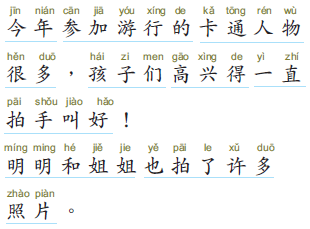 jīn nián cān jiā yóu xíng de kǎ tōng rén wù
今年参加游行的卡通人物
hěn duō hái zi men gāo xìng de yì zhí
很多，孩子们高兴得一直
pāi shǒu jiào hǎo
拍手叫好！
míng míng hé jiě jie yě pāi le xǔ duō
明明和姐姐也拍了许多
zhào piàn
照片。